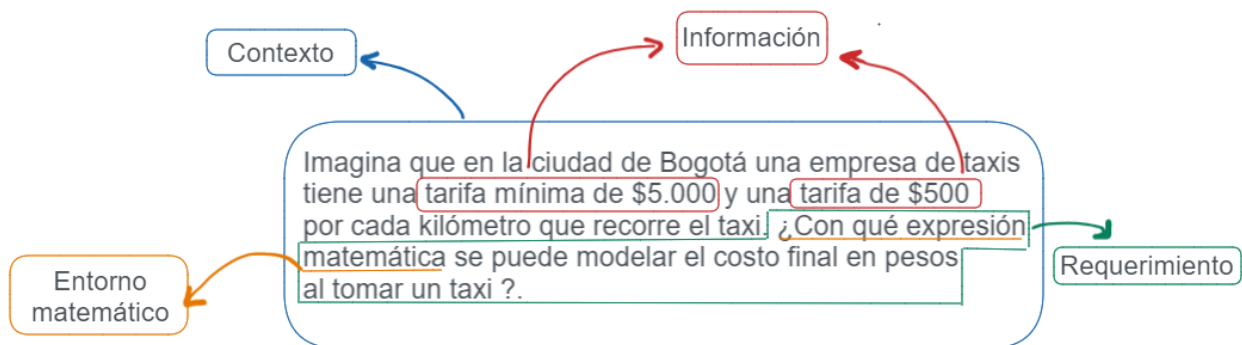 Contexto
Información
Imagina que en la ciudad de Bogotá una empresa de taxis
tiene una tarifa mínima de $5.000 y una tarifa de $500
por cada kilómetro que recorre el taxi. ¿Con qué expresión
matemática se puede modelar el costo final en pesos
al tomar un taxi ?.
Requerimiento
Entorno
matemático